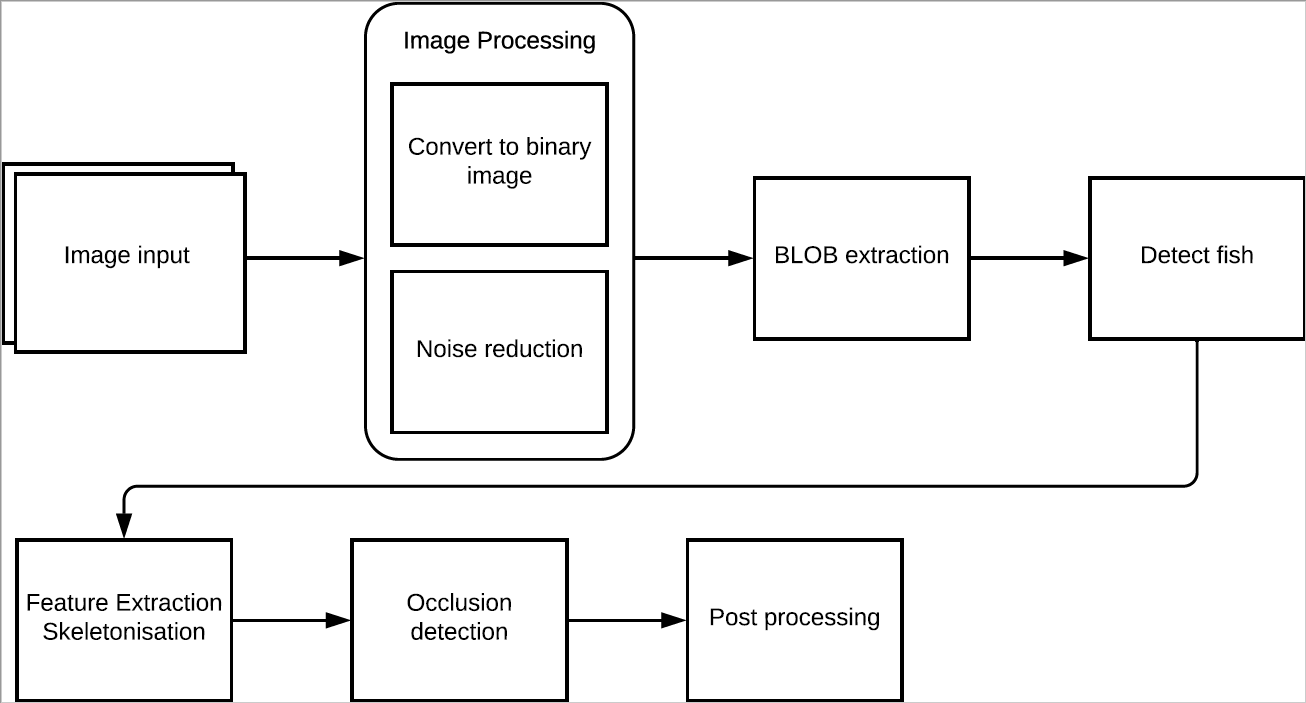 Image Processing
Convert to binary
image
Image input
BLOB extraction
Detect fish
Noise reduction
Feature Extraction
Skeletonisation
Occlusion
detection
Post processing